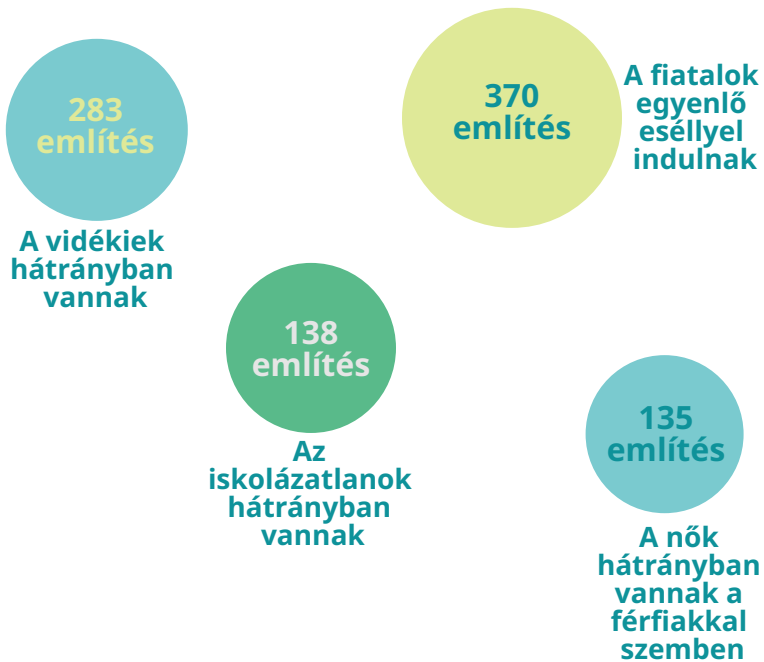 283
említés
A vidékiek
hátrányban
vannak
370
említés
A fiatalok
egyenlő
eséllyel
indulnak
138
említés
Az
iskolázatlanok
hátrányban
vannak
135
említés
A nők
hátrányban
vannak a
férfiakkal
szemben